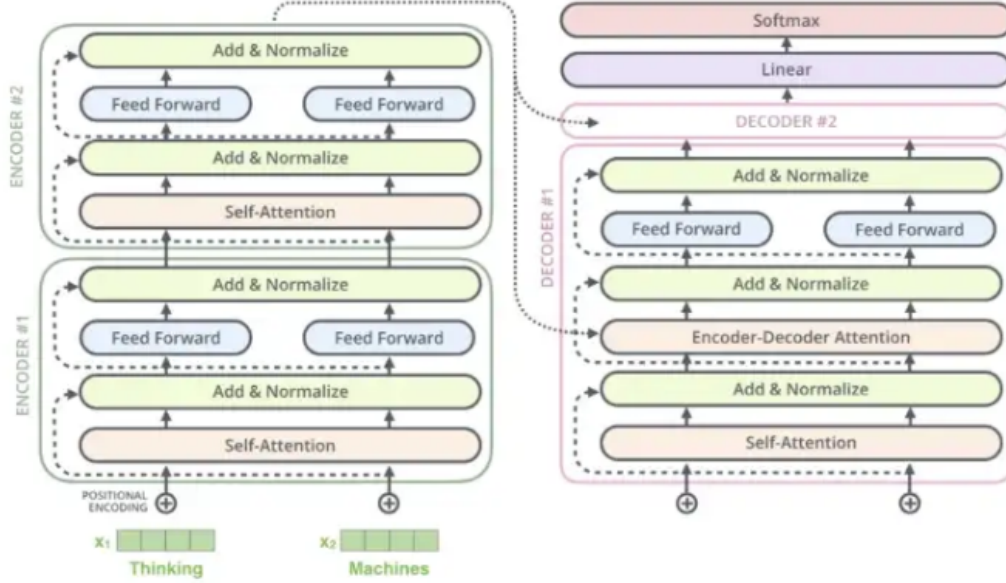 ENCODER #2
Add & Normalize
Feed Forward
Feed Forward
Add & Normalize
Self-Attention
ENCODER #1
Add & Normalize
Feed Forward
Feed Forward
Add & Normalize
Self-Attention
POSITIONAL
ENCODING
x₁
x₂
Thinking
Machines
Softmax
Linear
DECODER #2
DECODER #1
Add & Normalize
Feed Forward
Feed Forward
Add & Normalize
Encoder-Decoder Attention
Add & Normalize
Self-Attention